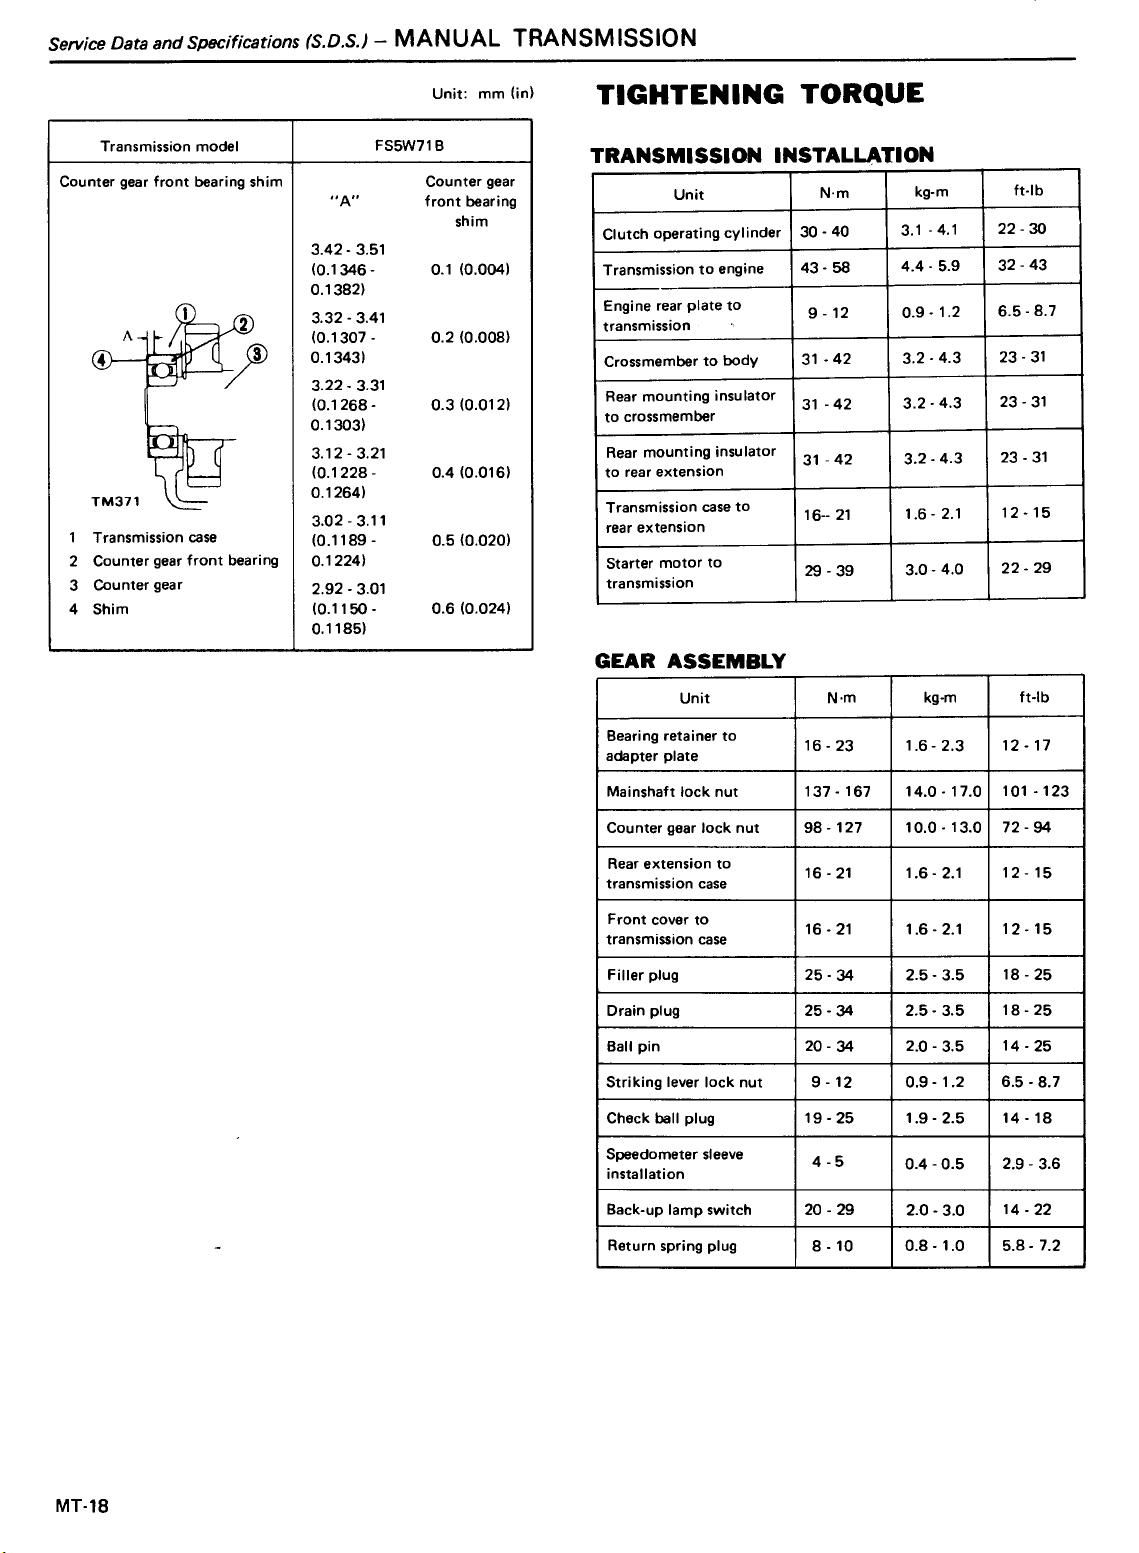 Service Data and Specifications (S.D.S.) – MANUAL TRANSMISSION
Unit: mm (in)
Transmission model FS5W71B
Counter gear front bearing shim
"A" Counter gear front bearing shim
3.42 - 3.51 (0.1346 - 0.1382) 0.1 (0.004)
3.32 - 3.41 (0.1307 - 0.1343) 0.2 (0.008)
3.22 - 3.31 (0.1268 - 0.1303) 0.3 (0.012)
3.12 - 3.21 (0.1228 - 0.1264) 0.4 (0.016)
3.02 - 3.11 (0.1189 - 0.1224) 0.5 (0.020)
2.92 - 3.01 (0.1150 - 0.1185) 0.6 (0.024)
A
1
2
3
4
TM371
1 Transmission case
2 Counter gear front bearing
3 Counter gear
4 Shim
TIGHTENING TORQUE
TRANSMISSION INSTALLATION
Unit N·m kg-m ft-lb
Clutch operating cylinder 30 - 40 3.1 - 4.1 22 - 30
Transmission to engine 43 - 58 4.4 - 5.9 32 - 43
Engine rear plate to transmission 9 - 12 0.9 - 1.2 6.5 - 8.7
Crossmember to body 31 - 42 3.2 - 4.3 23 - 31
Rear mounting insulator to crossmember 31 - 42 3.2 - 4.3 23 - 31
Rear mounting insulator to rear extension 31 - 42 3.2 - 4.3 23 - 31
Transmission case to rear extension 16-- 21 1.6 - 2.1 12 - 15
Starter motor to transmission 29 - 39 3.0 - 4.0 22 - 29
GEAR ASSEMBLY
Unit N·m kg-m ft-lb
Bearing retainer to adapter plate 16 - 23 1.6 - 2.3 12 - 17
Mainshaft lock nut 137 - 167 14.0 - 17.0 101 - 123
Counter gear lock nut 98 - 127 10.0 - 13.0 72 - 94
Rear extension to transmission case 16 - 21 1.6 - 2.1 12 - 15
Front cover to transmission case 16 - 21 1.6 - 2.1 12 - 15
Filler plug 25 - 34 2.5 - 3.5 18 - 25
Drain plug 25 - 34 2.5 - 3.5 18 - 25
Ball pin 20 - 34 2.0 - 3.5 14 - 25
Striking lever lock nut 9 - 12 0.9 - 1.2 6.5 - 8.7
Check ball plug 19 - 25 1.9 - 2.5 14 - 18
Speedometer sleeve installation 4 - 5 0.4 - 0.5 2.9 - 3.6
Back-up lamp switch 20 - 29 2.0 - 3.0 14 - 22
Return spring plug 8 - 10 0.8 - 1.0 5.8 - 7.2
MT-18